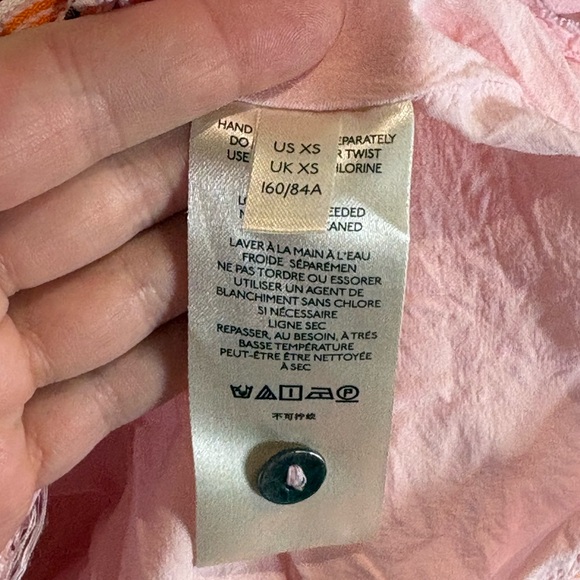 HAND
EPARATELY
DO
R TWIST
USE
HLORINE
US XS
UK XS
160/84A
EEDED
ANED
LAVER À LA MAIN À L'EAU
FROIDE SÉPARÉMEN
NE PAS TORDRE OU ESSORER
UTILISER UN AGENT DE
BLANCHIMENT SANS CHLORE
SI NÉCESSAIRE
LIGNE SEC
REPASSER, AU BESOIN, À TRÉS
BASSE TEMPÉRATURE
PEUT-ÊTRE ÊTRE NETTOYÉE
À SEC
P
不可拧绞